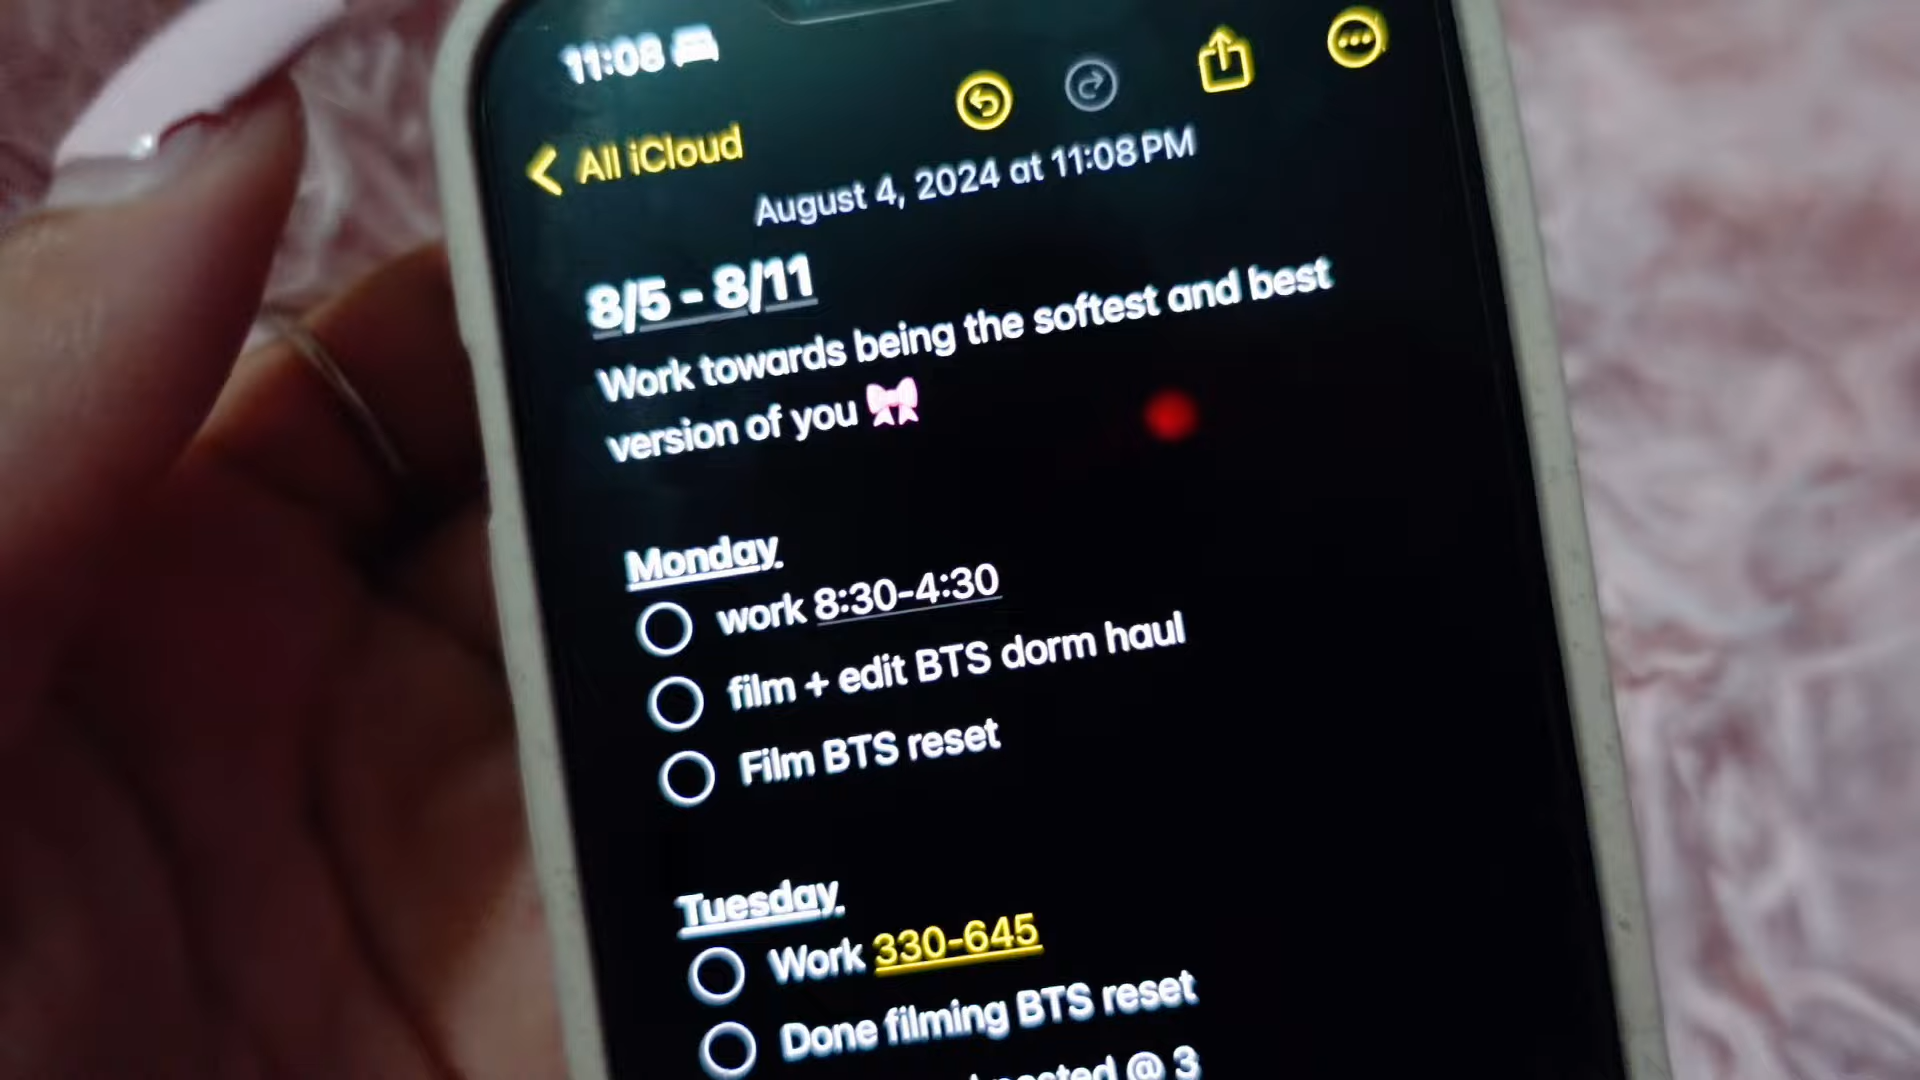 11:08
All iCloud
August 4, 2024 at 11:08 PM
8/5 - 8/11
Work towards being the softest and best
version of you 🎀
Monday
work 8:30-4:30
film + edit BTS dorm haul
Film BTS reset
Tuesday
Work 330-645
Done filming BTS reset
@ 3